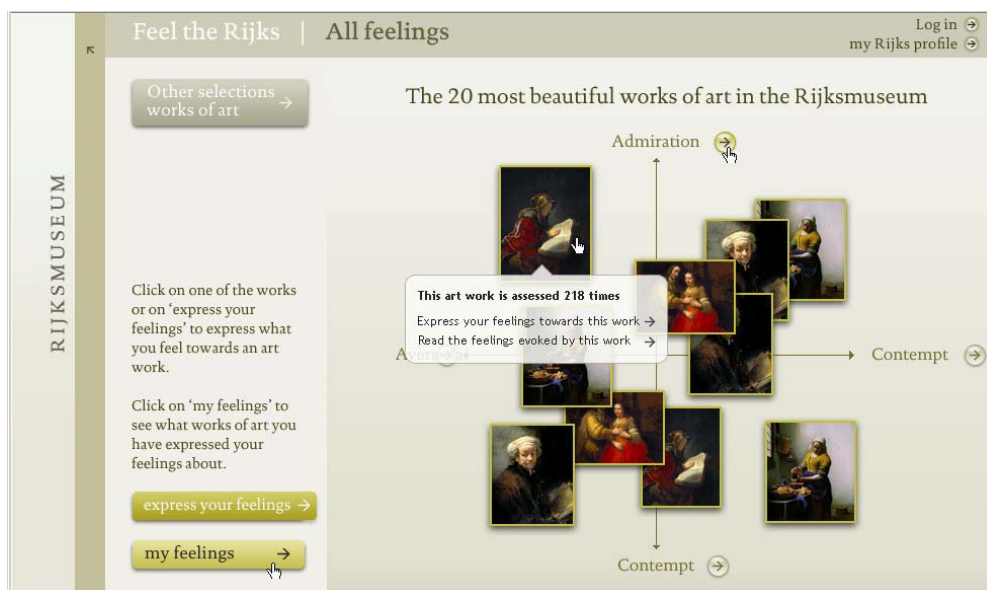 Feel the Rijks | All feelings
Log in
my Rijks profile
RIJKSMUSEUM
Other selections
works of art
The 20 most beautiful works of art in the Rijksmuseum
Admiration
This art work is assessed 218 times
Express your feelings towards this work
Read the feelings evoked by this work
Contempt
Contempt
Click on one of the works
or on ‘express your
feelings’ to express what
you feel towards an art
work.
Click on ‘my feelings’ to
see what works of art you
have expressed your
feelings about.
express your feelings
my feelings